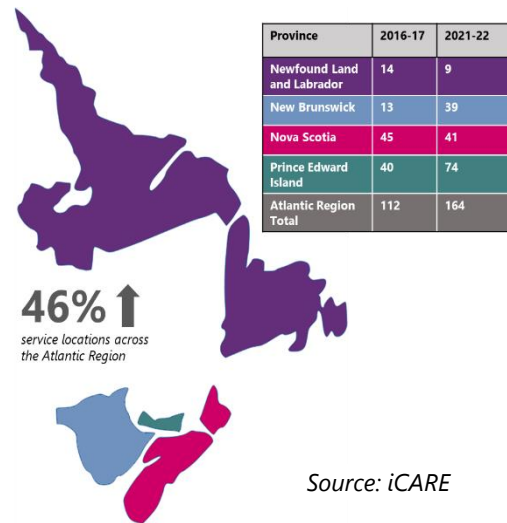 Province 2016-17 2021-22
Newfound Land 14 9
and Labrador
New Brunswick 13 39
Nova Scotia 45 41
Prince Edward 40 74
Island
Atlantic Region 112 164
Total
46%
service locations across
the Atlantic Region
Source: iCARE